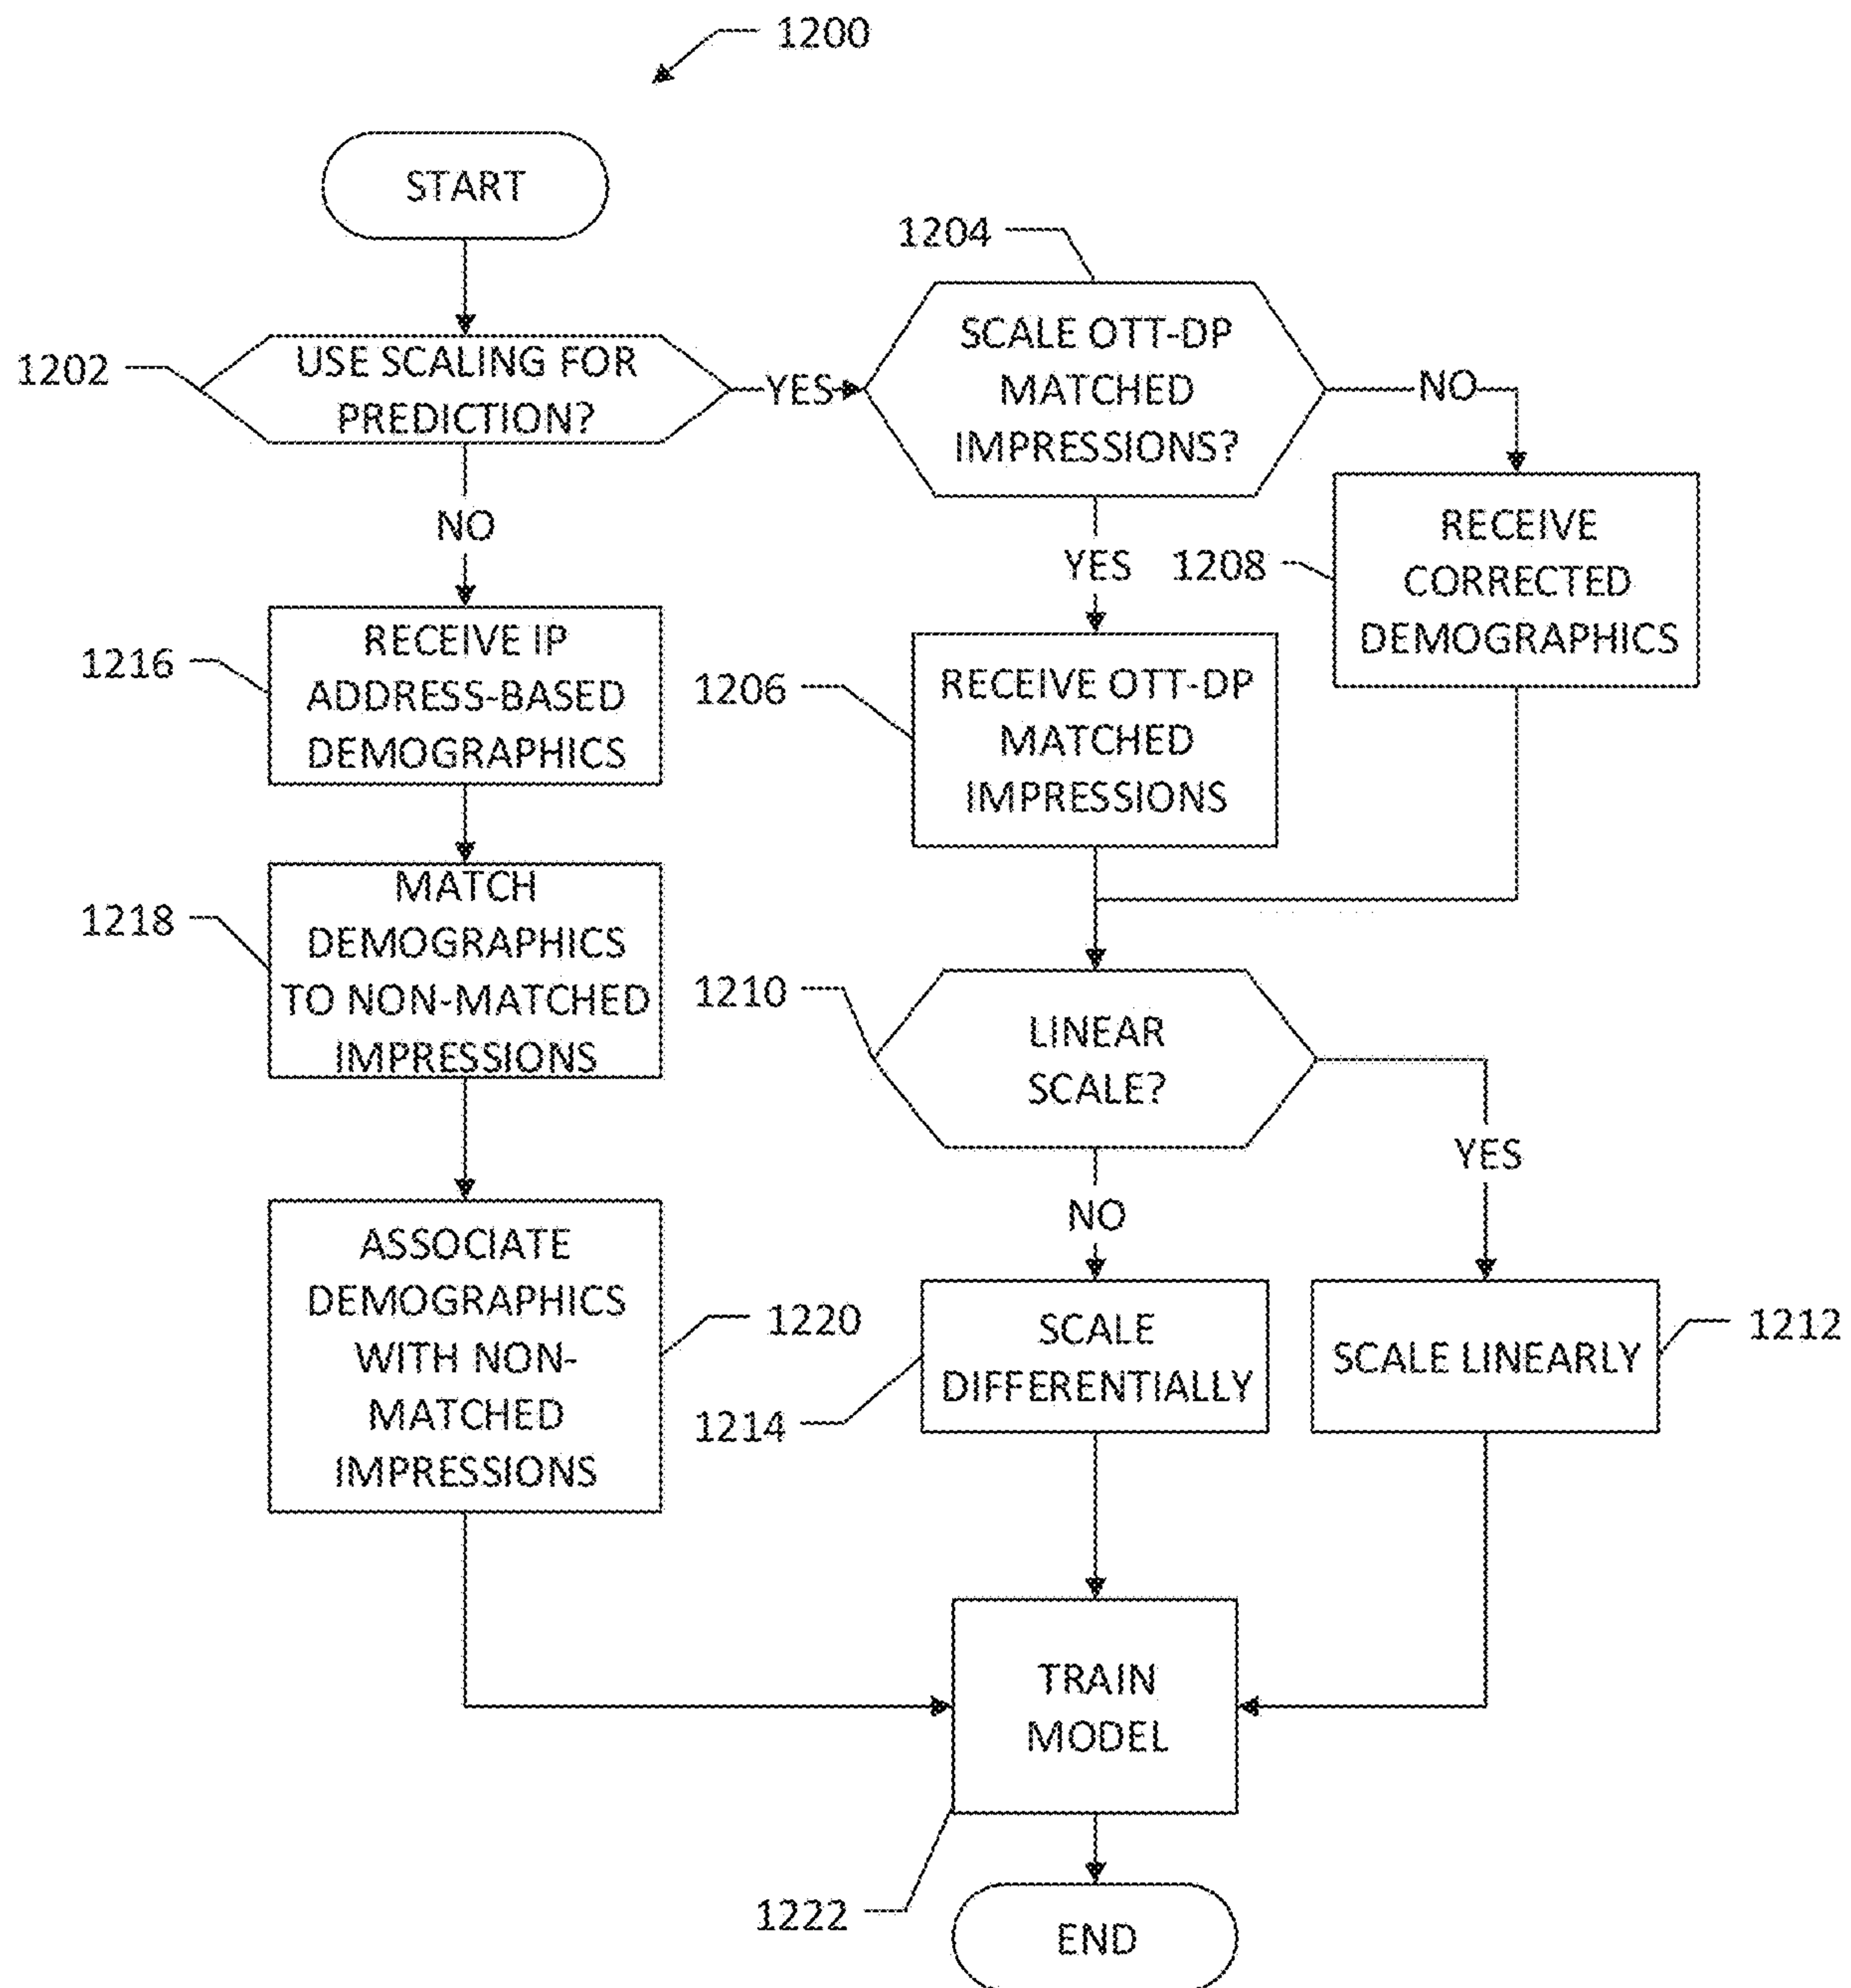 1200
START
1204
1202
USE SCALING FOR
PREDICTION?
YES
SCALE OTT-DP
MATCHED
IMPRESSIONS?
NO
NO
YES
1208
RECEIVE
CORRECTED
DEMOGRAPHICS
1216
RECEIVE IP
ADDRESS-BASED
DEMOGRAPHICS
1206
RECEIVE OTT-DP
MATCHED
IMPRESSIONS
1218
MATCH
DEMOGRAPHICS
TO NON-MATCHED
IMPRESSIONS
1210
LINEAR
SCALE?
YES
NO
ASSOCIATE
DEMOGRAPHICS
WITH NON-
MATCHED
IMPRESSIONS
1220
SCALE
DIFFERENTIALLY
1214
SCALE LINEARLY
1212
TRAIN
MODEL
1222
END